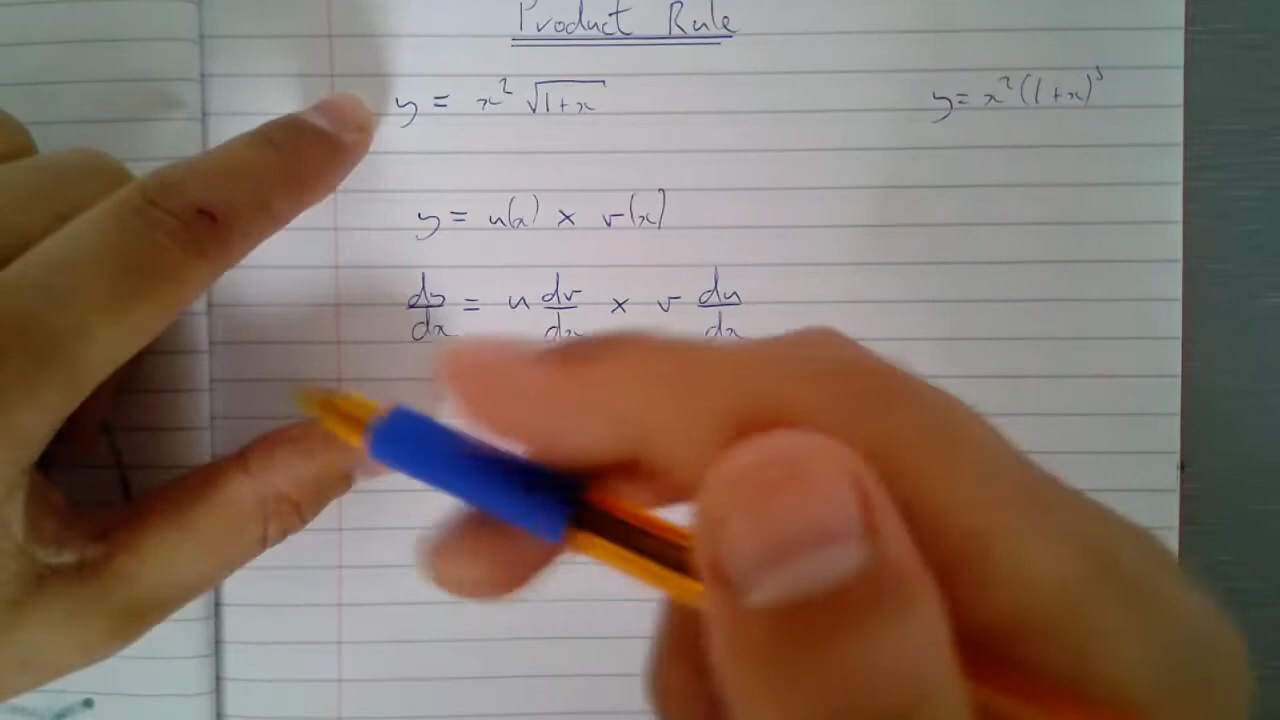 Product Rule
y = x² √(1+x) y = x²(1+x)³
y = u(x) × v(x)
dy/dx = u dv/dx × v du/dx